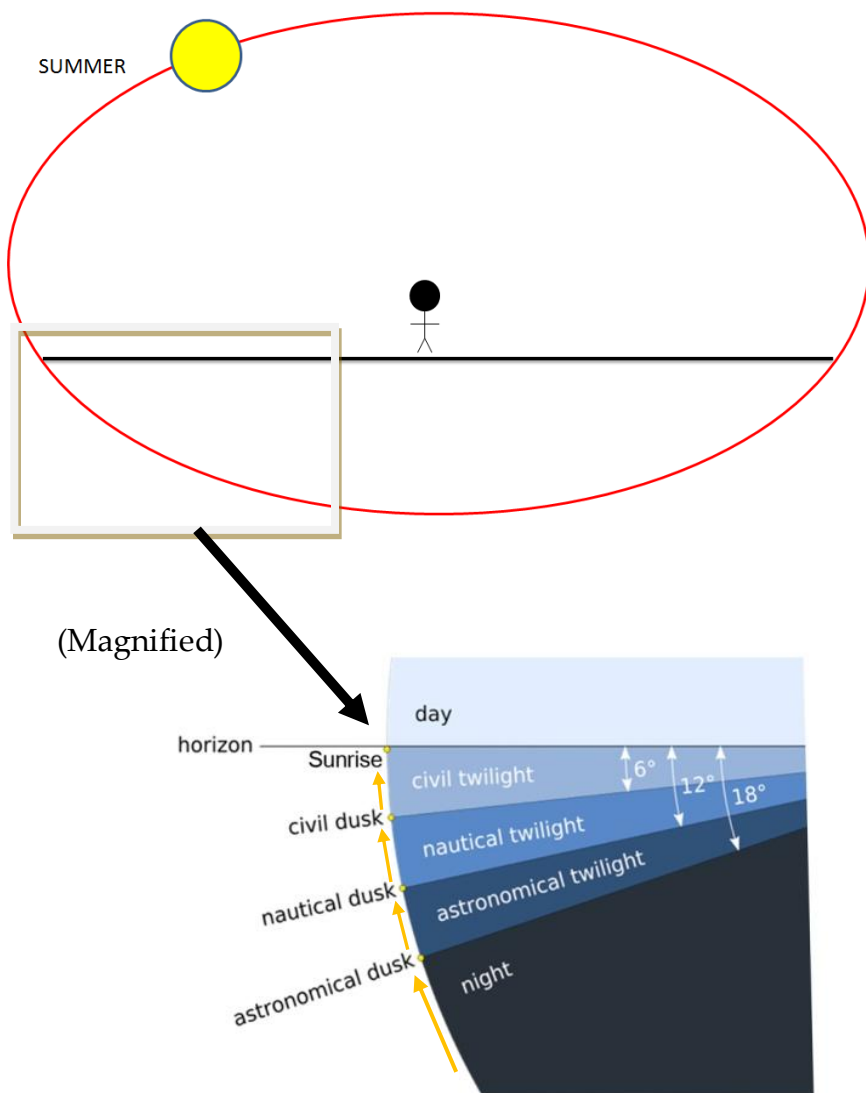 SUMMER
(Magnified)
day
horizon
Sunrise
civil twilight
6°
civil dusk
12°
nautical twilight
18°
nautical dusk
astronomical twilight
astronomical dusk
night